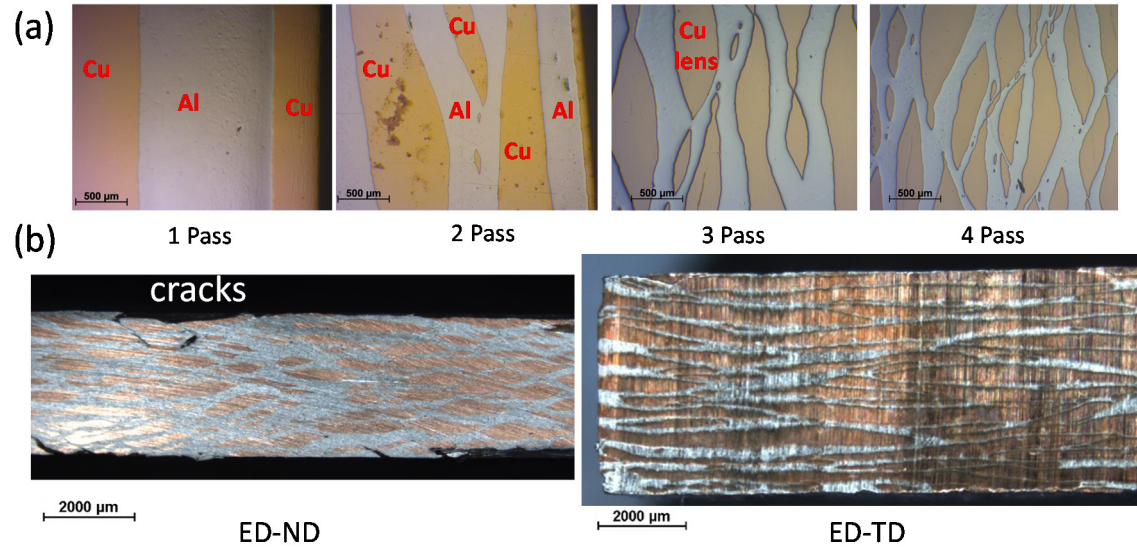 (a)
Cu
Al
Cu
500 µm
Cu
Cu
Al
Cu
Al
500 µm
Cu
lens
500 µm
500 µm
1 Pass
2 Pass
3 Pass
4 Pass
(b)
cracks
2000 µm
ED-ND
2000 µm
ED-TD